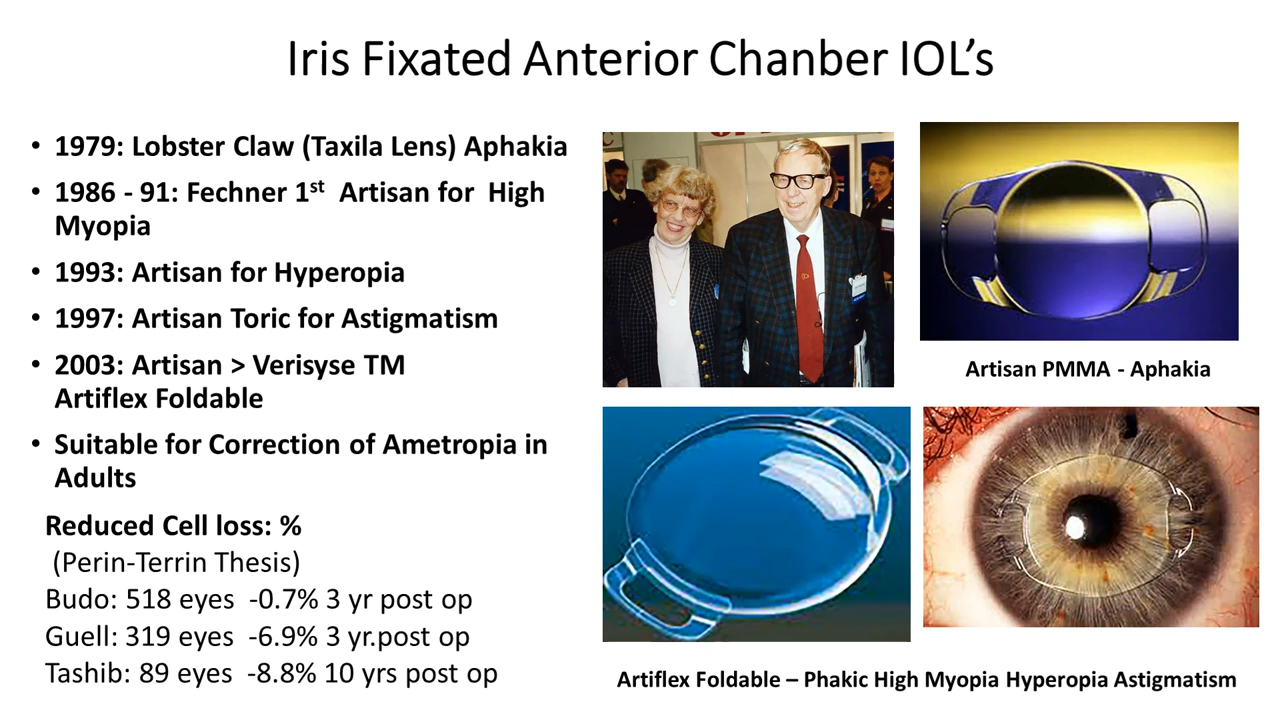 Iris Fixated Anterior Chanber IOL’s
• 1979: Lobster Claw (Taxila Lens) Aphakia
• 1986 - 91: Fechner 1st Artisan for High
Myopia
• 1993: Artisan for Hyperopia
• 1997: Artisan Toric for Astigmatism
• 2003: Artisan > Verisyse TM
Artiflex Foldable
• Suitable for Correction of Ametropia in
Adults
Reduced Cell loss: %
(Perin-Terrin Thesis)
Budo: 518 eyes -0.7% 3 yr post op
Guell: 319 eyes -6.9% 3 yr.post op
Tashib: 89 eyes -8.8% 10 yrs post op
Artisan PMMA - Aphakia
Artiflex Foldable – Phakic High Myopia Hyperopia Astigmatism